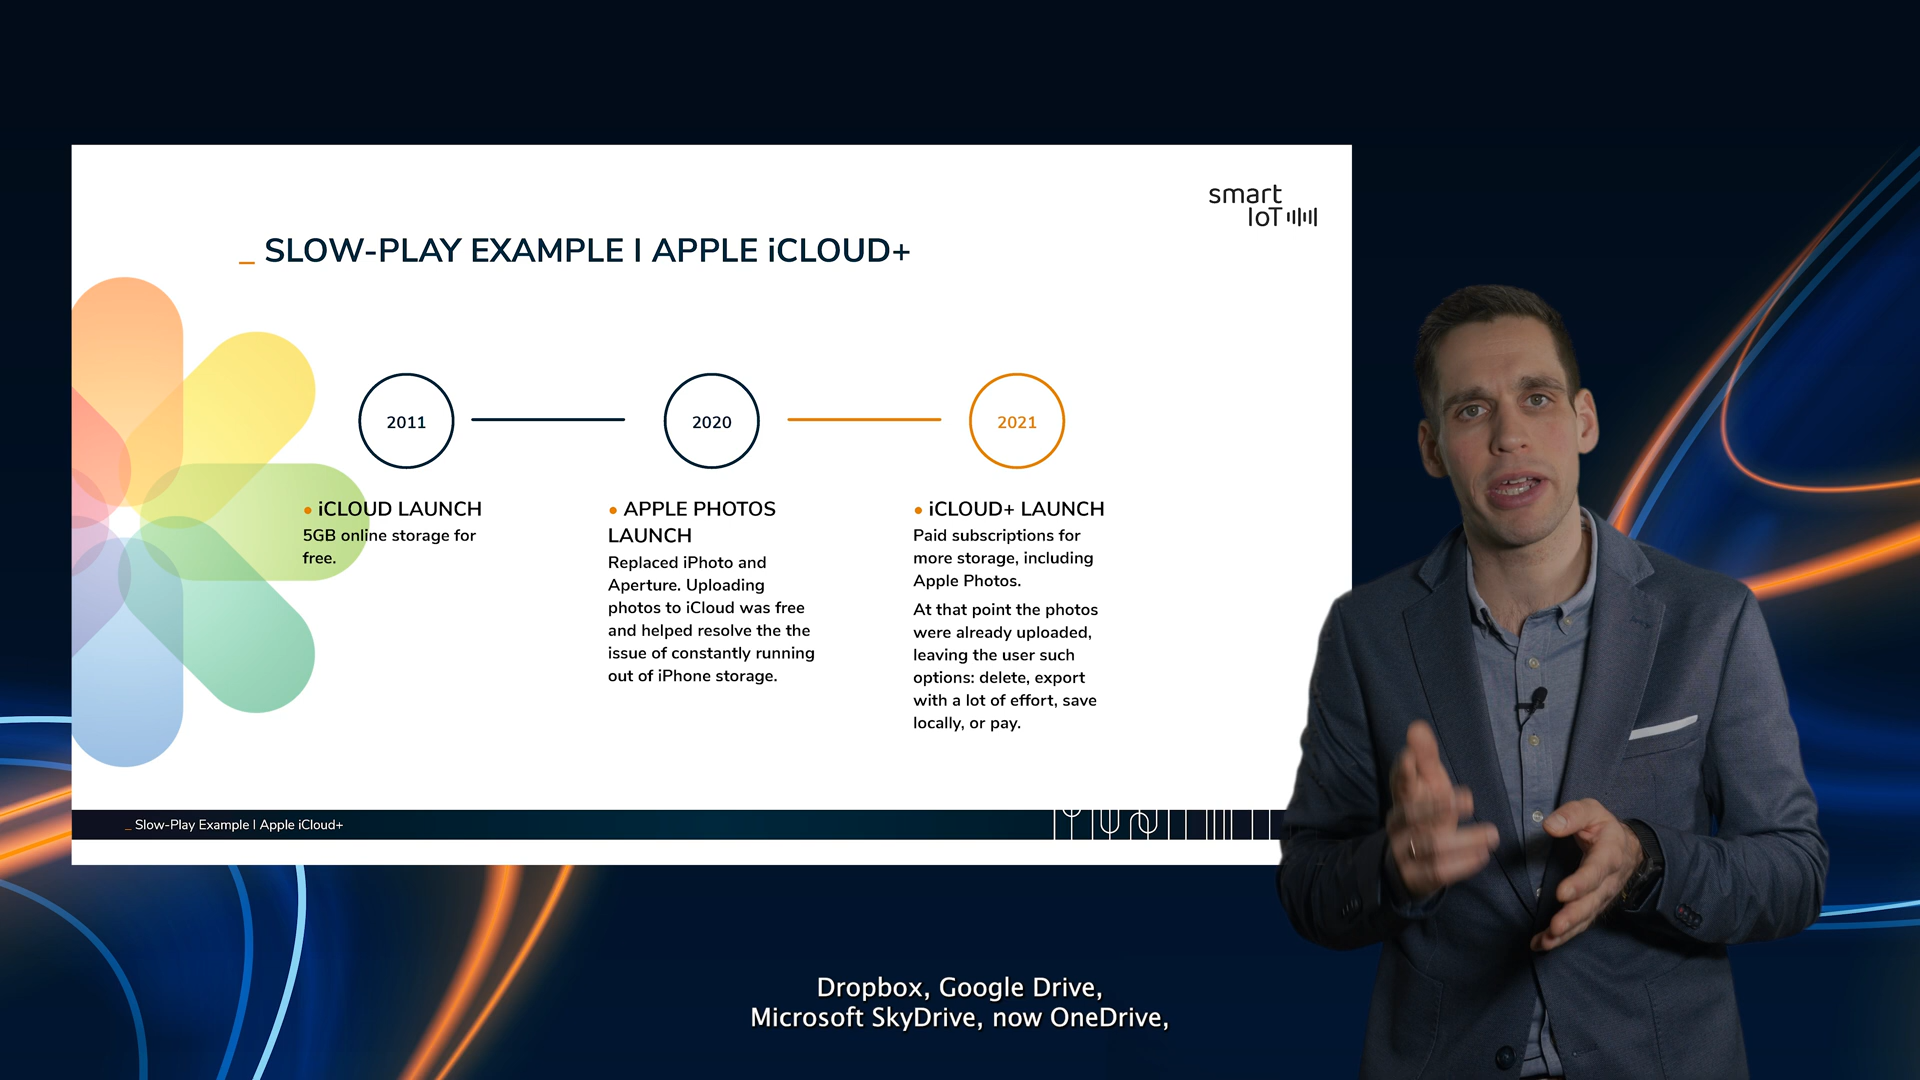 smart
IoT
_ SLOW-PLAY EXAMPLE I APPLE iCLOUD+
2011
2020
2021
• iCLOUD LAUNCH
5GB online storage for
free.
• APPLE PHOTOS
LAUNCH
Replaced iPhoto and
Aperture. Uploading
photos to iCloud was free
and helped resolve the the
issue of constantly running
out of iPhone storage.
• iCLOUD+ LAUNCH
Paid subscriptions for
more storage, including
Apple Photos.
At that point the photos
were already uploaded,
leaving the user such
options: delete, export
with a lot of effort, save
locally, or pay.
_ Slow-Play Example I Apple iCloud+
Dropbox, Google Drive,
Microsoft SkyDrive, now OneDrive,